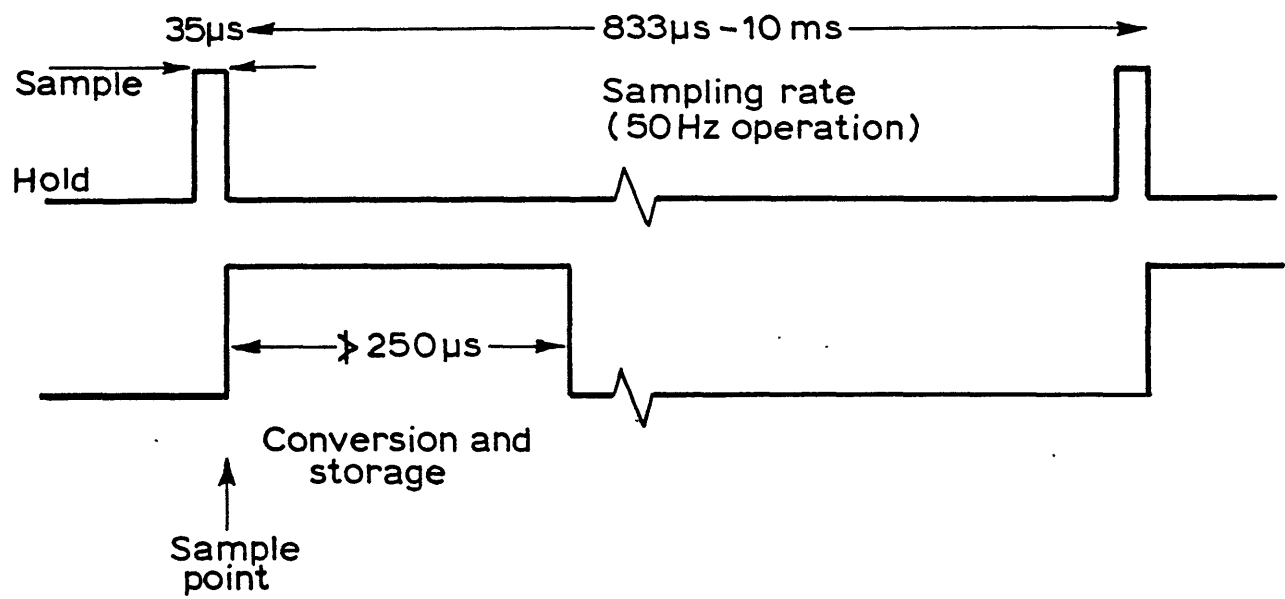 35μs
833μs-10 ms
Sample
Sampling rate
(50Hz operation)
Hold
≯ 250μs
Conversion and
storage
Sample
point